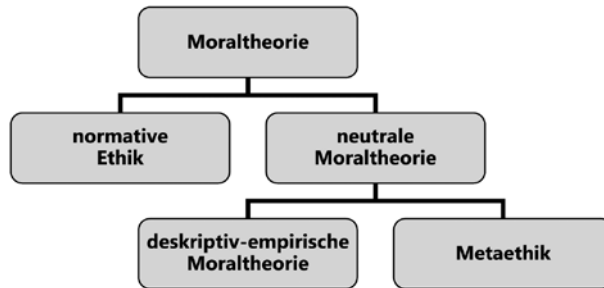 Moraltheorie
normative
Ethik
neutrale
Moraltheorie
deskriptiv-empirische
Moraltheorie
Metaethik